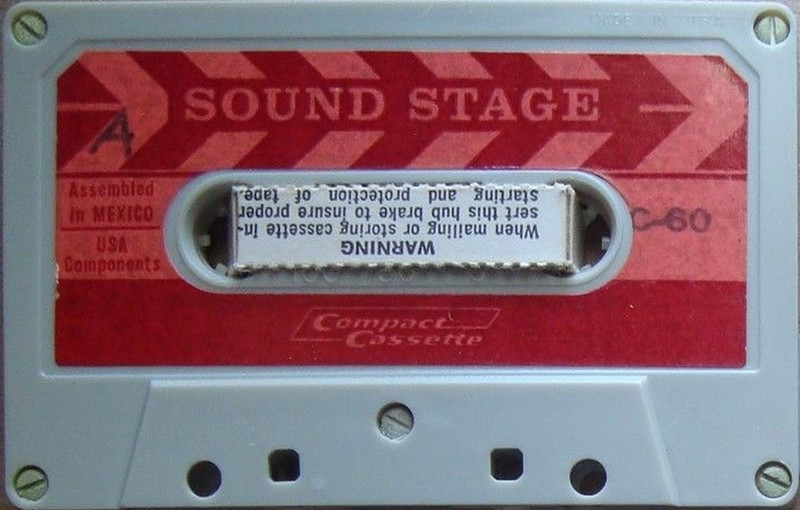 MADE IN USA
SOUND STAGE
A
Assembled
in MEXICO
USA
Components
C-60
WARNING
When mailing or storing cassette in-
sert this hub brake to insure proper
starting and protection of tape.
Compact
Cassette